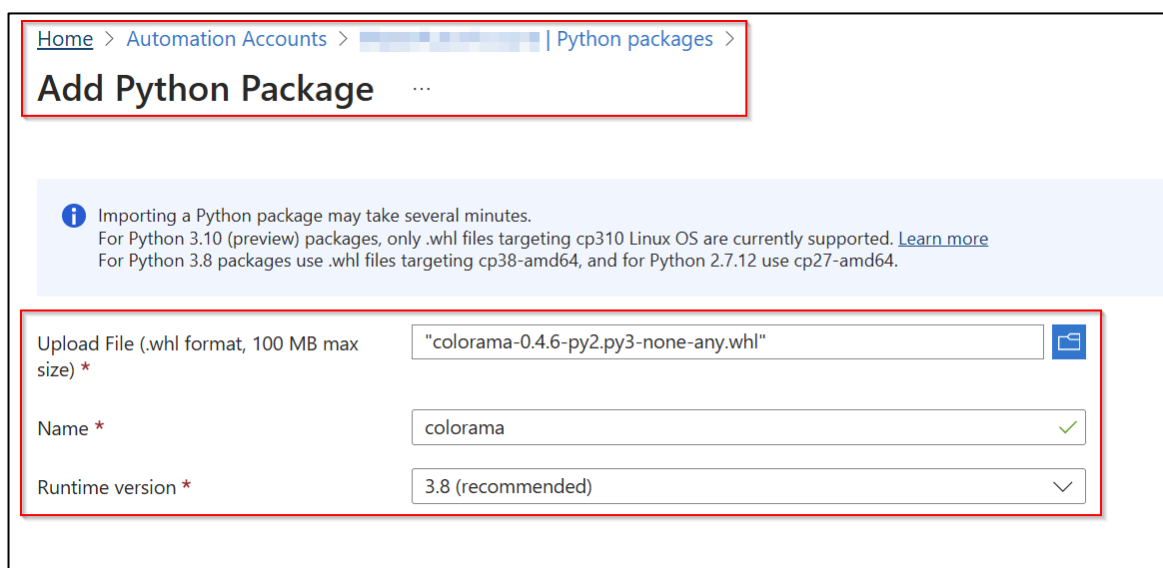 Home > Automation Accounts > | Python packages >
Add Python Package ...
Importing a Python package may take several minutes.
For Python 3.10 (preview) packages, only .whl files targeting cp310 Linux OS are currently supported. Learn more
For Python 3.8 packages use .whl files targeting cp38-amd64, and for Python 2.7.12 use cp27-amd64.
Upload File (.whl format, 100 MB max
size) *
"colorama-0.4.6-py2.py3-none-any.whl"
Name *
colorama
Runtime version *
3.8 (recommended)